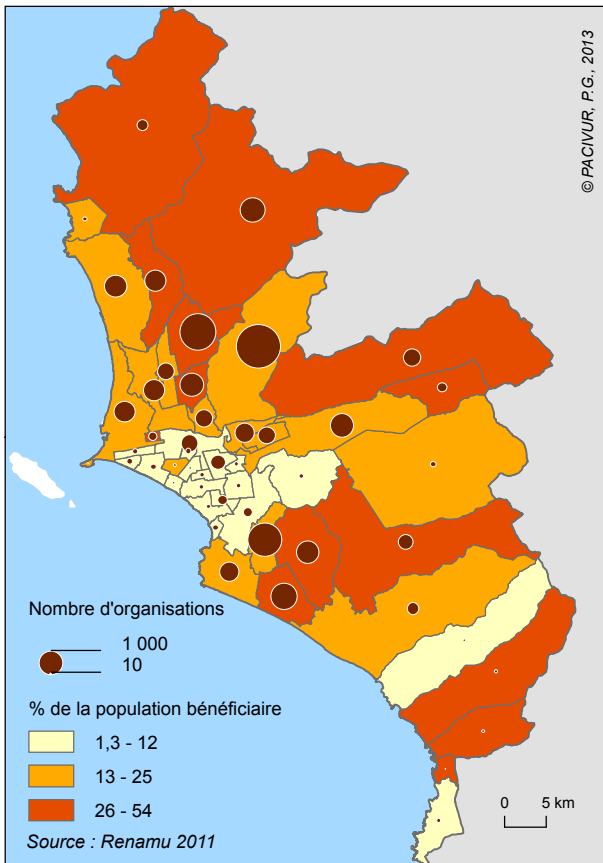 ©PACIVUR, P.G., 2013
Nombre d'organisations
1 000
10
% de la population bénéficiaire
1,3 - 12
13 - 25
26 - 54
0 5 km
Source : Renamu 2011